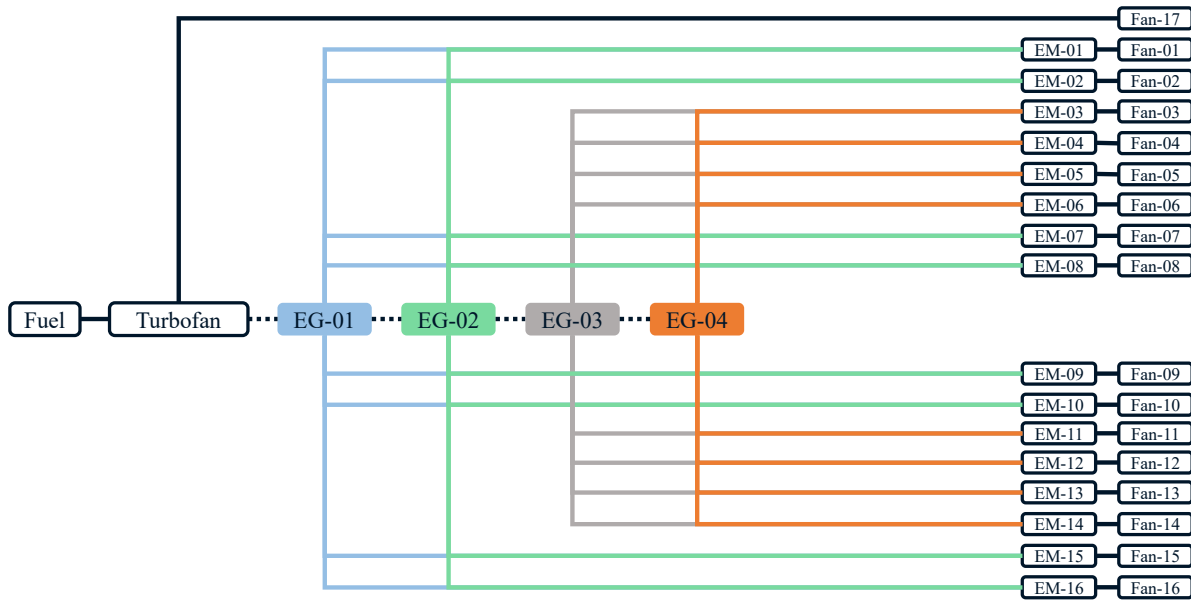 Fan-17
EM-01 Fan-01
EM-02 Fan-02
EM-03 Fan-03
EM-04 Fan-04
EM-05 Fan-05
EM-06 Fan-06
EM-07 Fan-07
EM-08 Fan-08
Fuel Turbofan EG-01 EG-02 EG-03 EG-04
EM-09 Fan-09
EM-10 Fan-10
EM-11 Fan-11
EM-12 Fan-12
EM-13 Fan-13
EM-14 Fan-14
EM-15 Fan-15
EM-16 Fan-16